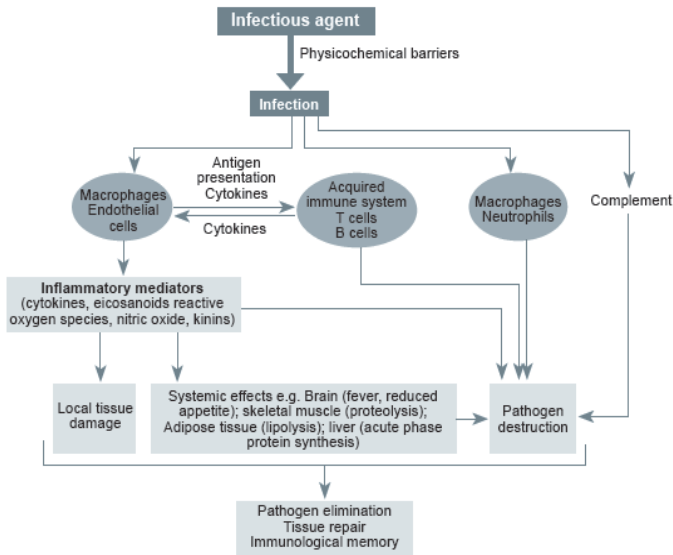 Infectious agent
Physicochemical barriers
Infection
Antigen
presentation
Cytokines
Macrophages
Endothelial
cells
Cytokines
Acquired
immune system
T cells
B cells
Macrophages
Neutrophils
Complement
Inflammatory mediators
(cytokines, eicosanoids reactive
oxygen species, nitric oxide, kinins)
Local tissue
damage
Systemic effects e.g. Brain (fever, reduced
appetite); skeletal muscle (proteolysis);
Adipose tissue (lipolysis); liver (acute phase
protein synthesis)
Pathogen
destruction
Pathogen elimination
Tissue repair
Immunological memory